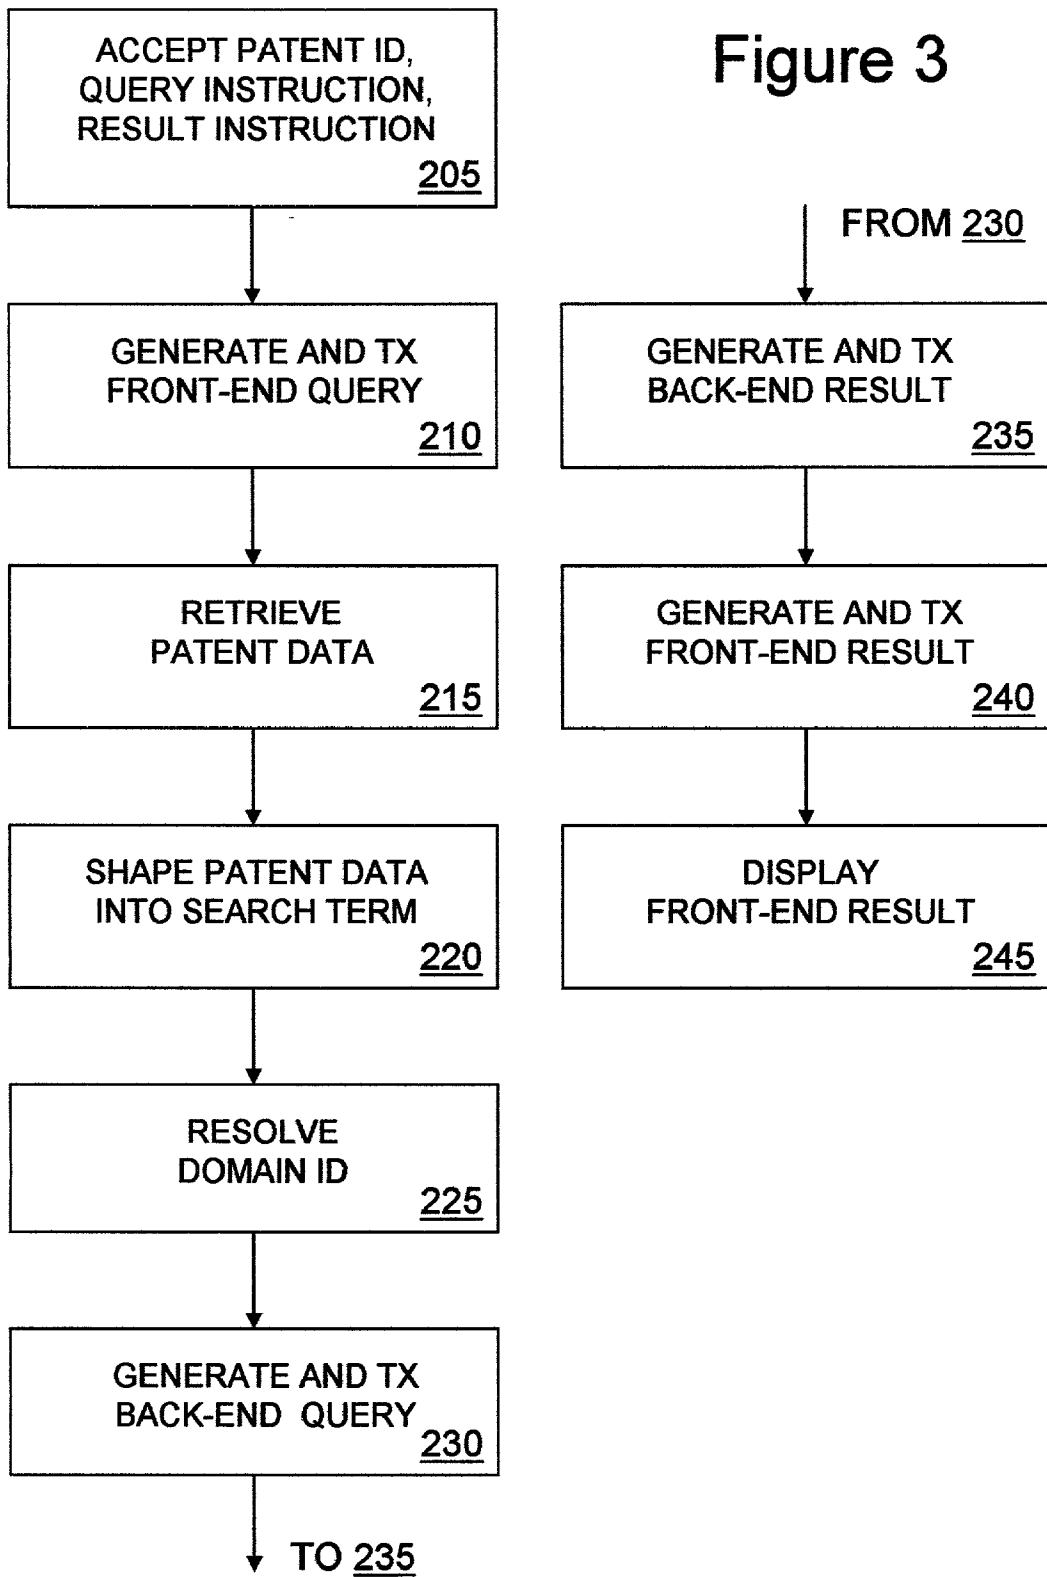 Figure 3
ACCEPT PATENT ID,
QUERY INSTRUCTION,
RESULT INSTRUCTION
205
GENERATE AND TX
FRONT-END QUERY
210
RETRIEVE
PATENT DATA
215
SHAPE PATENT DATA
INTO SEARCH TERM
220
RESOLVE
DOMAIN ID
225
GENERATE AND TX
BACK-END QUERY
230
TO 235
FROM 230
GENERATE AND TX
BACK-END RESULT
235
GENERATE AND TX
FRONT-END RESULT
240
DISPLAY
FRONT-END RESULT
245